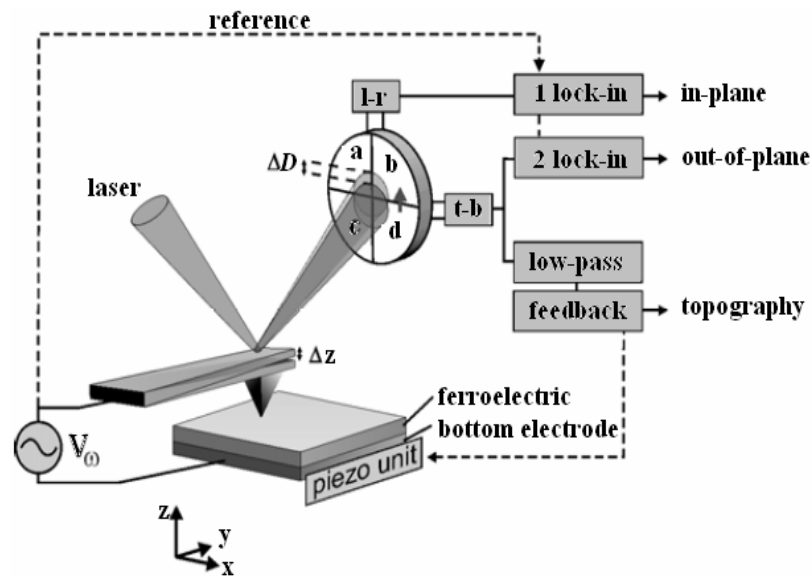 reference
l-r
1 lock-in
in-plane
a
b
ΔD
2 lock-in
out-of-plane
laser
c
d
t-b
low-pass
feedback
topography
Δz
ferroelectric
bottom electrode
Vω
piezo unit
z
y
x